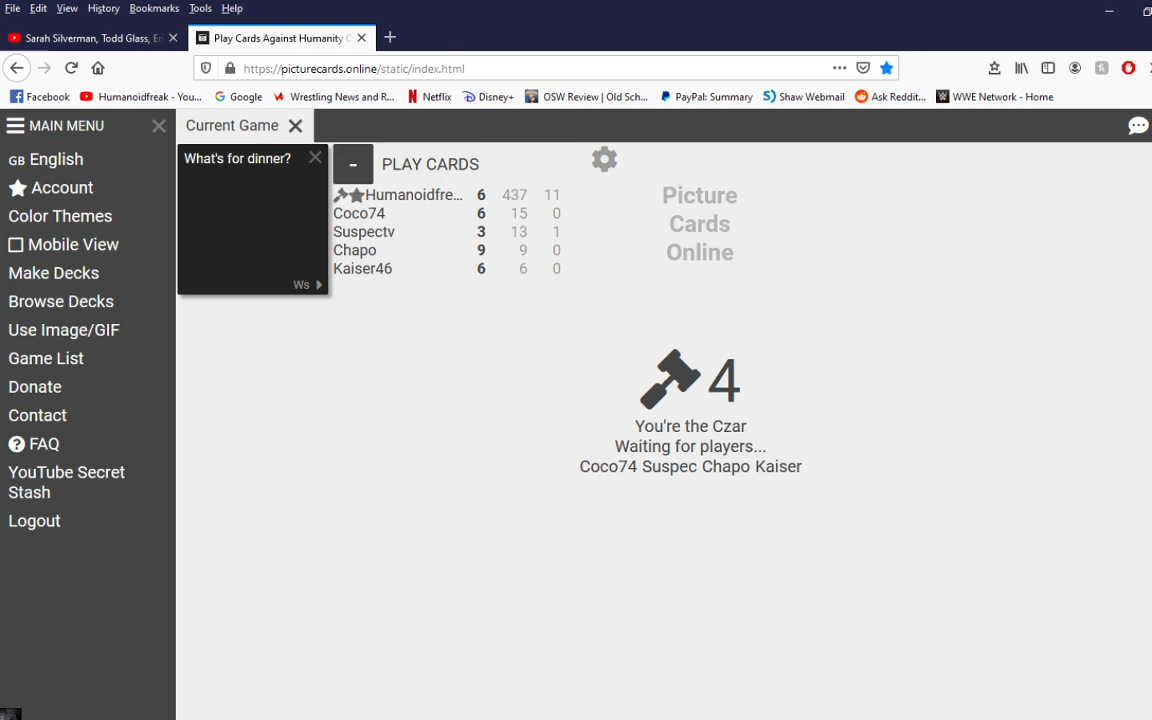 File Edit View History Bookmarks Tools Help
Sarah Silverman, Todd Glass, Er
Play Cards Against Humanity O
https://picturecards.online/static/index.html
Facebook Humanoidfreak - You... Google Wrestling News and R... Netflix Disney+ OSW Review | Old Sch... PayPal: Summary Shaw Webmail Ask Reddit... WWE Network - Home
MAIN MENU
Current Game
GB English
Account
Color Themes
Mobile View
Make Decks
Browse Decks
Use Image/GIF
Game List
Donate
Contact
FAQ
YouTube Secret
Stash
Logout
What's for dinner?
Ws
- PLAY CARDS
Humanoidfre... 6 437 11
Coco74 6 15 0
Suspectv 3 13 1
Chapo 9 9 0
Kaiser46 6 6 0
Picture
Cards
Online
4
You're the Czar
Waiting for players...
Coco74 Suspec Chapo Kaiser